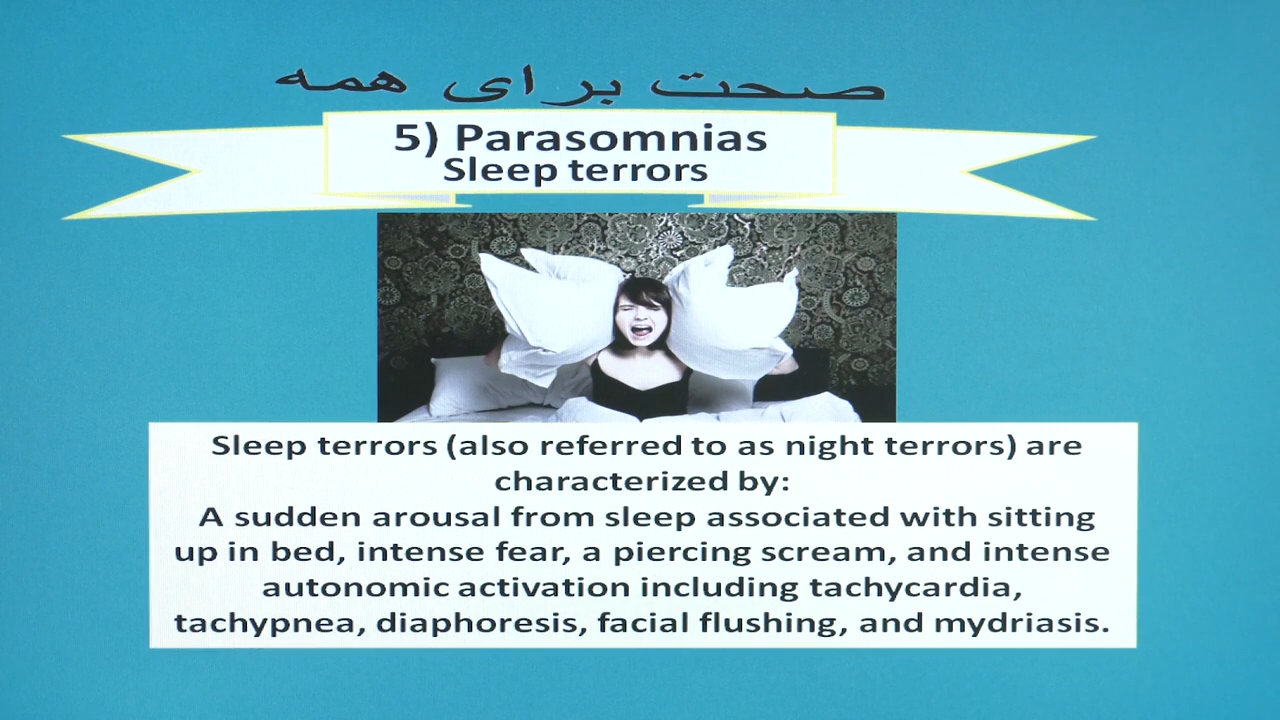 صحت برای همه
5) Parasomnias
Sleep terrors
Sleep terrors (also referred to as night terrors) are
characterized by:
A sudden arousal from sleep associated with sitting
up in bed, intense fear, a piercing scream, and intense
autonomic activation including tachycardia,
tachypnea, diaphoresis, facial flushing, and mydriasis.